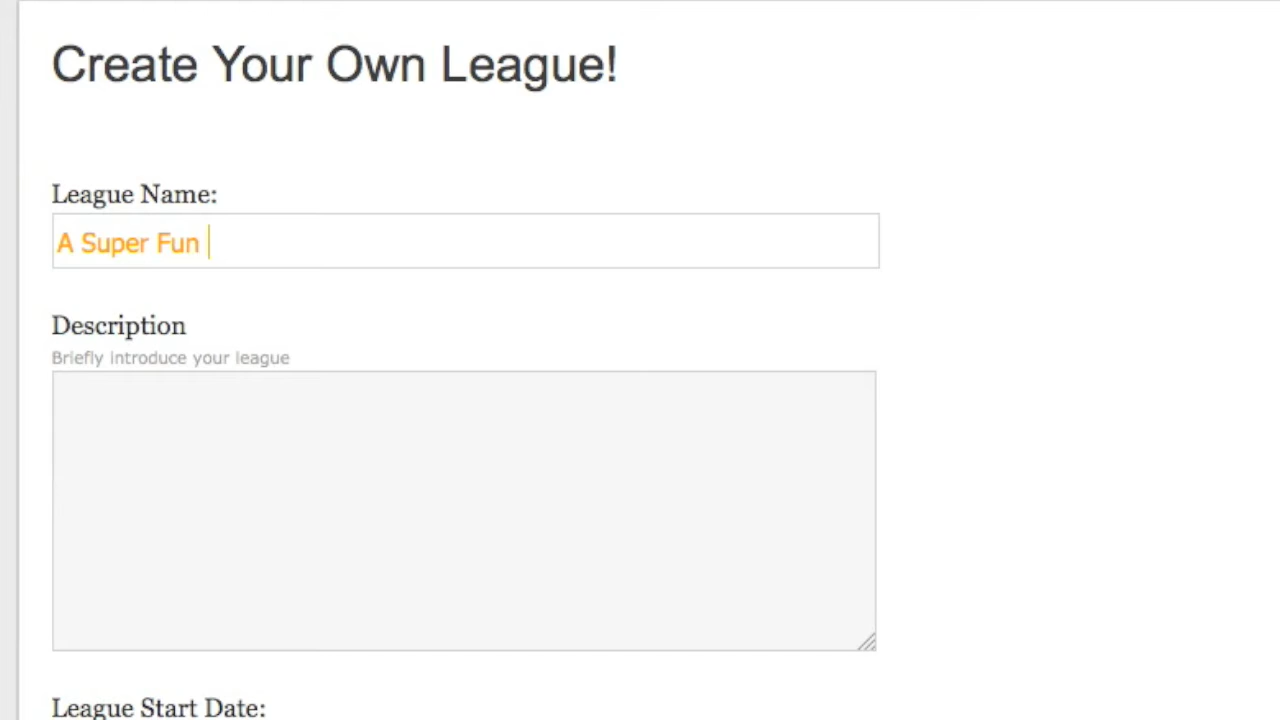 Create Your Own League!
League Name:
A Super Fun
Description
Briefly introduce your league
League Start Date: